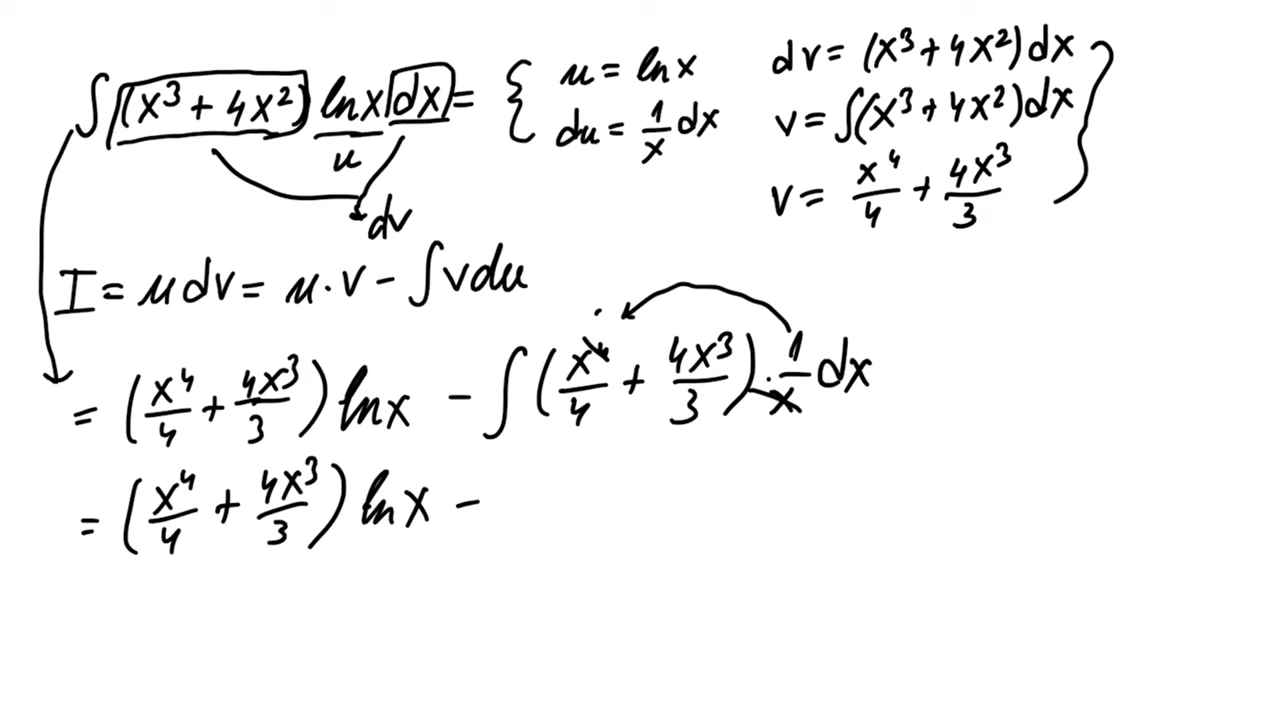 ∫ (x³ + 4x²) ln x dx = { u = ln x dv = (x³ + 4x²) dx
du = 1/x dx v = ∫(x³ + 4x²) dx }
u
v = x⁴/4 + 4x³/3
dv
I = u dv = u · v - ∫ v du
= (x⁴/4 + 4x³/3) ln x - ∫ (x⁴/4 + 4x³/3) · 1/x dx
= (x⁴/4 + 4x³/3) ln x -